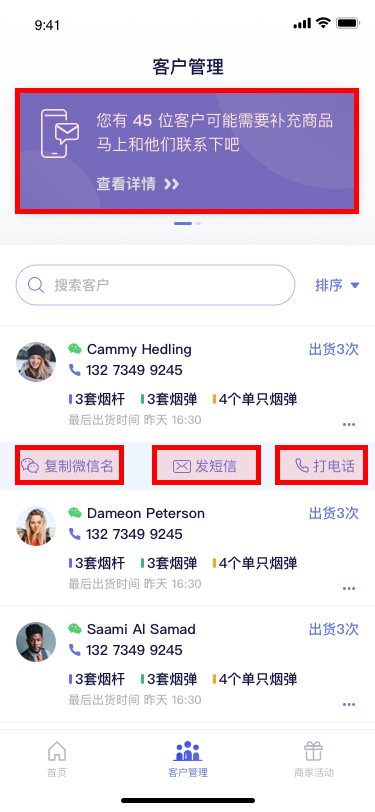 9:41
客户管理
您有 45 位客户可能需要补充商品
马上和他们联系下吧
查看详情
搜索客户
排序
Cammy Hedling
出货3次
132 7349 9245
3套烟杆 3套烟弹 4个单只烟弹
最后出货时间 昨天 16:30
复制微信名 发短信 打电话
Dameon Peterson
出货3次
132 7349 9245
3套烟杆 3套烟弹 4个单只烟弹
最后出货时间 昨天 16:30
Saami Al Samad
出货3次
132 7349 9245
3套烟杆 3套烟弹 4个单只烟弹
最后出货时间 昨天 16:30
首页 客户管理 商家活动